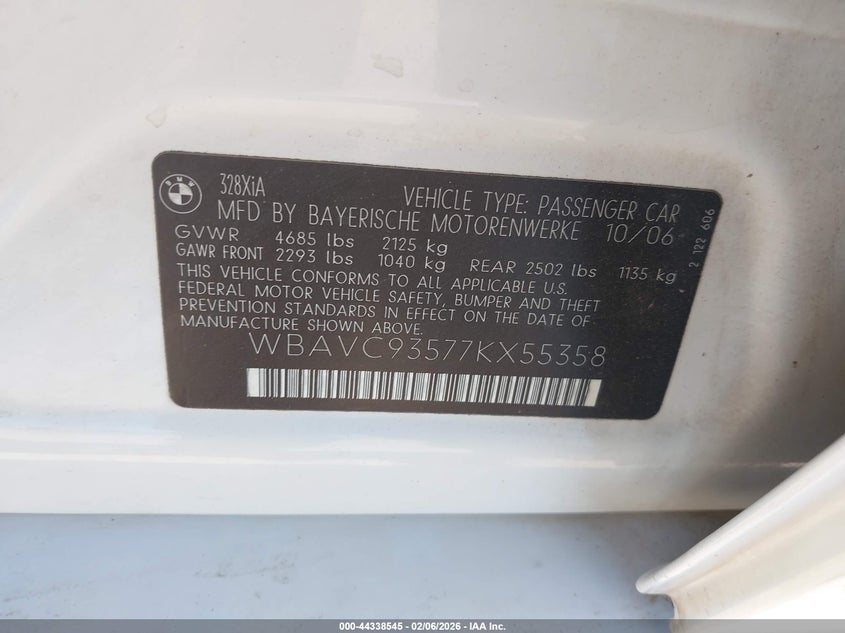 BMW
328XiA
VEHICLE TYPE: PASSENGER CAR
MFD BY BAYERISCHE MOTORENWERKE 10/06
GVWR 4685 lbs 2125 kg
GAWR FRONT 2293 lbs 1040 kg REAR 2502 lbs 1135 kg
THIS VEHICLE CONFORMS TO ALL APPLICABLE U.S.
FEDERAL MOTOR VEHICLE SAFETY, BUMPER AND THEFT
PREVENTION STANDARDS IN EFFECT ON THE DATE OF
MANUFACTURE SHOWN ABOVE.
WBAVC93577KX55358
2 122 606
000-44338545 - 02/06/2026 - IAA Inc.